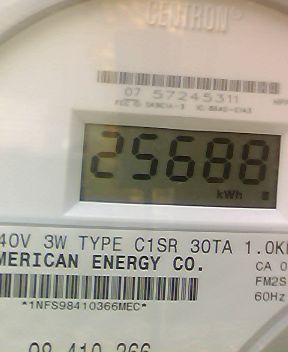 CENTRON®
07 57245311
25688
kWh
40V 3W TYPE C1SR 30TA 1.0K
MERICAN ENERGY CO.
CA 0
FM2S
60Hz
*1NFS98410366MEC*
98 410 366